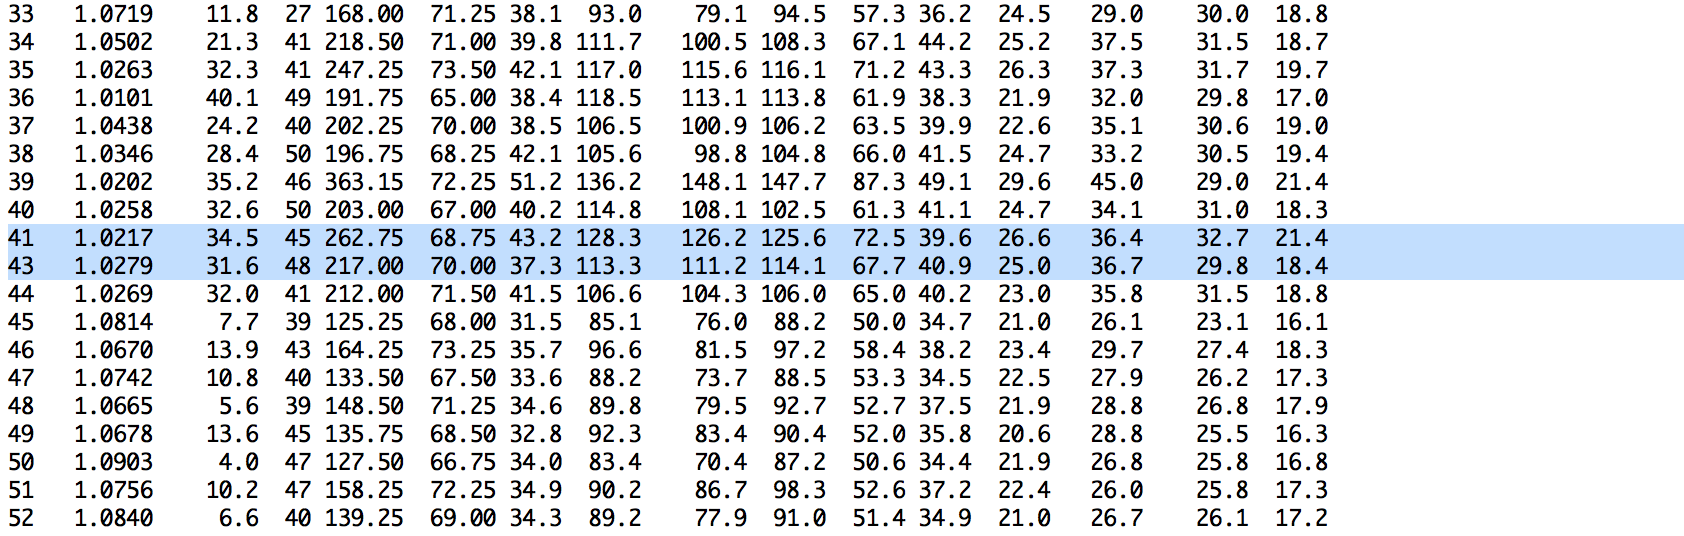 33 1.0719 11.8 27 168.00 71.25 38.1 93.0 79.1 94.5 57.3 36.2 24.5 29.0 30.0 18.8
34 1.0502 21.3 41 218.50 71.00 39.8 111.7 100.5 108.3 67.1 44.2 25.2 37.5 31.5 18.7
35 1.0263 32.3 41 247.25 73.50 42.1 117.0 115.6 116.1 71.2 43.3 26.3 37.3 31.7 19.7
36 1.0101 40.1 49 191.75 65.00 38.4 118.5 113.1 113.8 61.9 38.3 21.9 32.0 29.8 17.0
37 1.0438 24.2 40 202.25 70.00 38.5 106.5 100.9 106.2 63.5 39.9 22.6 35.1 30.6 19.0
38 1.0346 28.4 50 196.75 68.25 42.1 105.6 98.8 104.8 66.0 41.5 24.7 33.2 30.5 19.4
39 1.0202 35.2 46 363.15 72.25 51.2 136.2 148.1 147.7 87.3 49.1 29.6 45.0 29.0 21.4
40 1.0258 32.6 50 203.00 67.00 40.2 114.8 108.1 102.5 61.3 41.1 24.7 34.1 31.0 18.3
41 1.0217 34.5 45 262.75 68.75 43.2 128.3 126.2 125.6 72.5 39.6 26.6 36.4 32.7 21.4
43 1.0279 31.6 48 217.00 70.00 37.3 113.3 111.2 114.1 67.7 40.9 25.0 36.7 29.8 18.4
44 1.0269 32.0 41 212.00 71.50 41.5 106.6 104.3 106.0 65.0 40.2 23.0 35.8 31.5 18.8
45 1.0814 7.7 39 125.25 68.00 31.5 85.1 76.0 88.2 50.0 34.7 21.0 26.1 23.1 16.1
46 1.0670 13.9 43 164.25 73.25 35.7 96.6 81.5 97.2 58.4 38.2 23.4 29.7 27.4 18.3
47 1.0742 10.8 40 133.50 67.50 33.6 88.2 73.7 88.5 53.3 34.5 22.5 27.9 26.2 17.3
48 1.0665 5.6 39 148.50 71.25 34.6 89.8 79.5 92.7 52.7 37.5 21.9 28.8 26.8 17.9
49 1.0678 13.6 45 135.75 68.50 32.8 92.3 83.4 90.4 52.0 35.8 20.6 28.8 25.5 16.3
50 1.0903 4.0 47 127.50 66.75 34.0 83.4 70.4 87.2 50.6 34.4 21.9 26.8 25.8 16.8
51 1.0756 10.2 47 158.25 72.25 34.9 90.2 86.7 98.3 52.6 37.2 22.4 26.0 25.8 17.3
52 1.0840 6.6 40 139.25 69.00 34.3 89.2 77.9 91.0 51.4 34.9 21.0 26.7 26.1 17.2